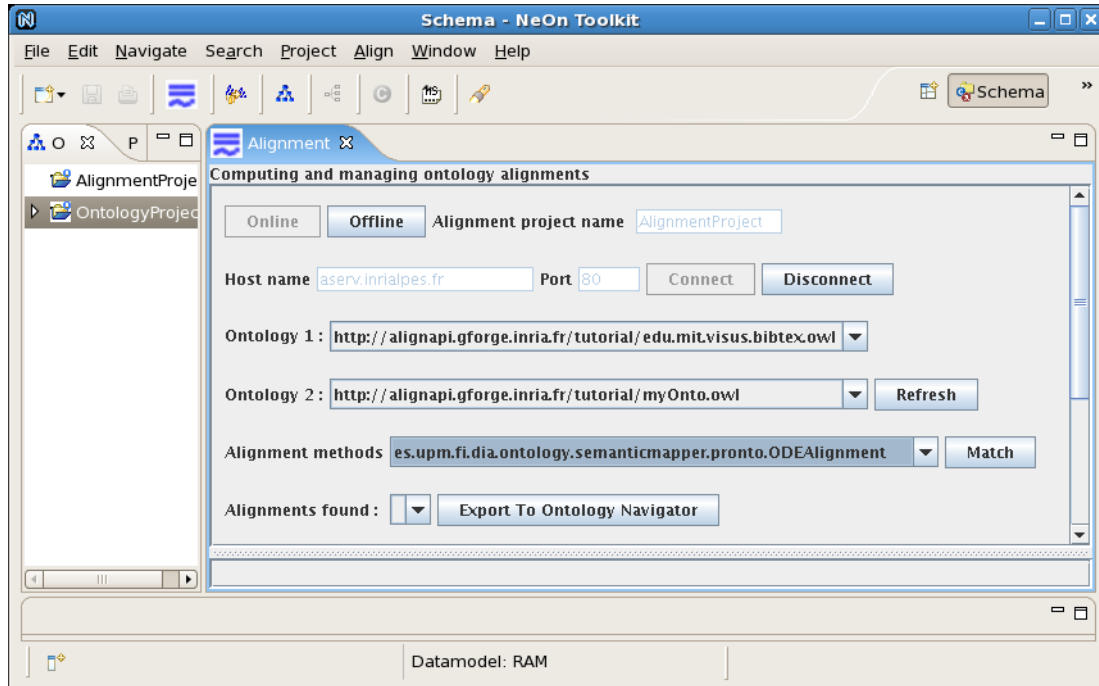 Schema - NeOn Toolkit
File Edit Navigate Search Project Align Window Help
Schema »
O P
Alignment
AlignmentProje
OntologyProjec
Computing and managing ontology alignments
Online Offline Alignment project name AlignmentProject
Host name aserv.inrialpes.fr Port 80 Connect Disconnect
Ontology 1 : http://alignapi.gforge.inria.fr/tutorial/edu.mit.visus.bibtex.owl
Ontology 2 : http://alignapi.gforge.inria.fr/tutorial/myOnto.owl Refresh
Alignment methods es.upm.fi.dia.ontology.semanticmapper.pronto.ODEAlignment Match
Alignments found : Export To Ontology Navigator
Datamodel: RAM